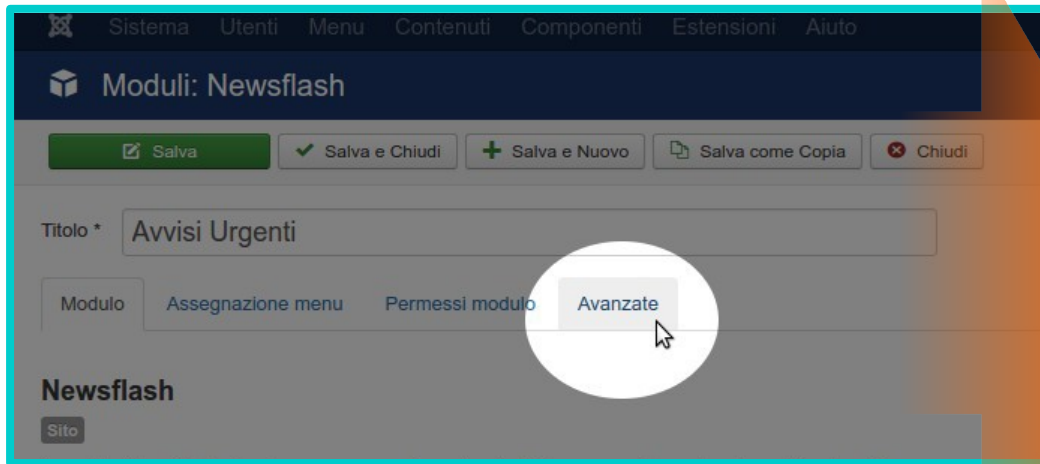 Sistema Utenti Menu Contenuti Componenti Estensioni Aiuto
Moduli: Newsflash
Salva Salva e Chiudi Salva e Nuovo Salva come Copia Chiudi
Titolo * Avvisi Urgenti
Modulo Assegnazione menu Permessi modulo Avanzate
Newsflash
Sito